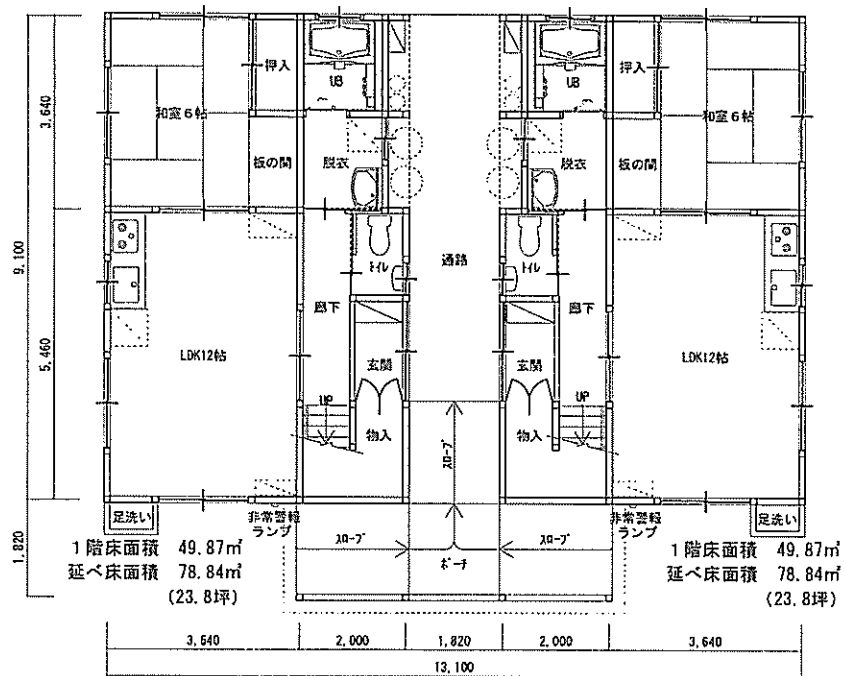 押入
UB
UB
押入
3,640
和室6帖
和室6帖
板の間
脱衣
脱衣
板の間
9,100
通路
トイレ
トイレ
廊下
廊下
5,460
LDK12帖
玄関
玄関
LDK12帖
UP
UP
物入
スロープ
物入
足洗い
非常警報
ランプ
非常警報
ランプ
足洗い
1,820
スロープ
スロープ
ポーチ
1階床面積 49.87㎡
延べ床面積 78.84㎡
(23.8坪)
1階床面積 49.87㎡
延べ床面積 78.84㎡
(23.8坪)
3,640
2,000
1,820
2,000
3,640
13,100